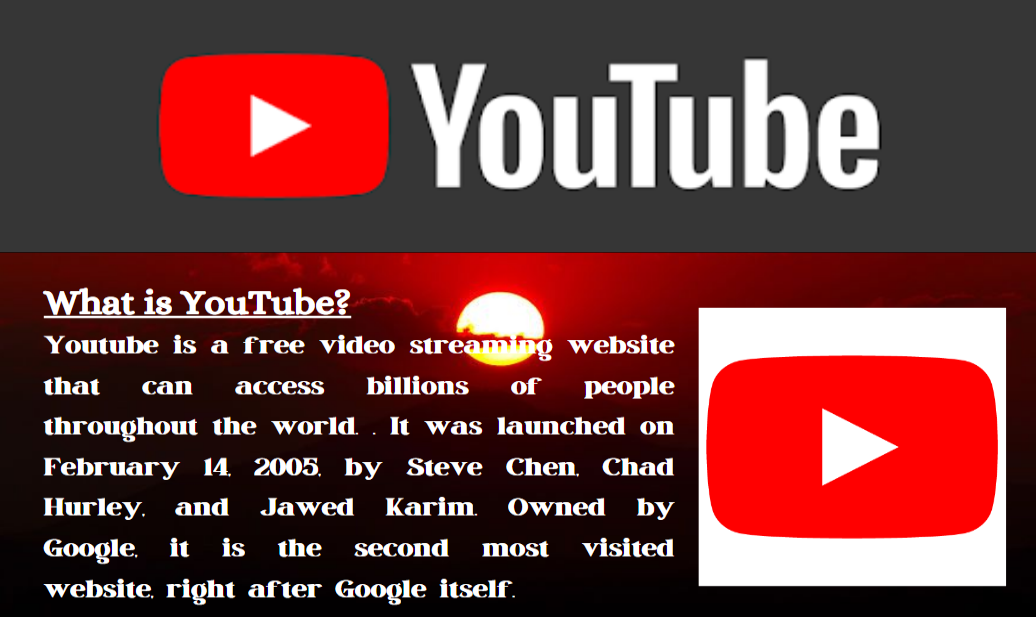 YouTube
What is YouTube?
Youtube is a free video streaming website
that can access billions of people
throughout the world. . It was launched on
February 14, 2005, by Steve Chen, Chad
Hurley, and Jawed Karim. Owned by
Google, it is the second most visited
website, right after Google itself.